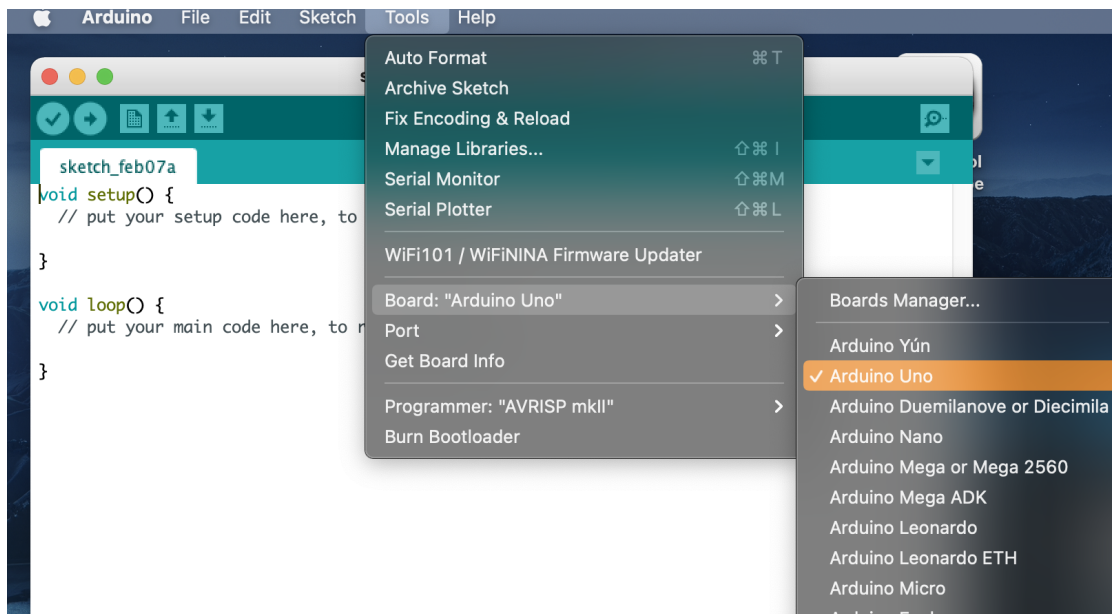 Arduino File Edit Sketch Tools Help
Auto Format ⌘ T
Archive Sketch
Fix Encoding & Reload
Manage Libraries... ⇧ ⌘ I
Serial Monitor ⇧ ⌘ M
Serial Plotter ⇧ ⌘ L
WiFi101 / WiFiNINA Firmware Updater
Board: "Arduino Uno"
Port
Get Board Info
Programmer: "AVRISP mkII"
Burn Bootloader
Boards Manager...
Arduino Yún
✓ Arduino Uno
Arduino Duemilanove or Diecimila
Arduino Nano
Arduino Mega or Mega 2560
Arduino Mega ADK
Arduino Leonardo
Arduino Leonardo ETH
Arduino Micro
sketch_feb07a
void setup() {
// put your setup code here, to
}
void loop() {
// put your main code here, to
}